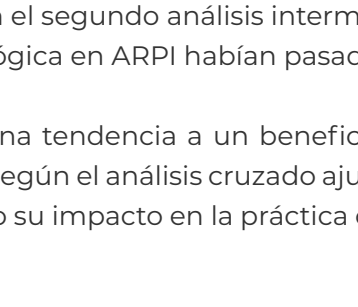 el segundo análisis interm
ógica en ARPI habían pasad
na tendencia a un benefic
egún el análisis cruzado aju
o su impacto en la práctica